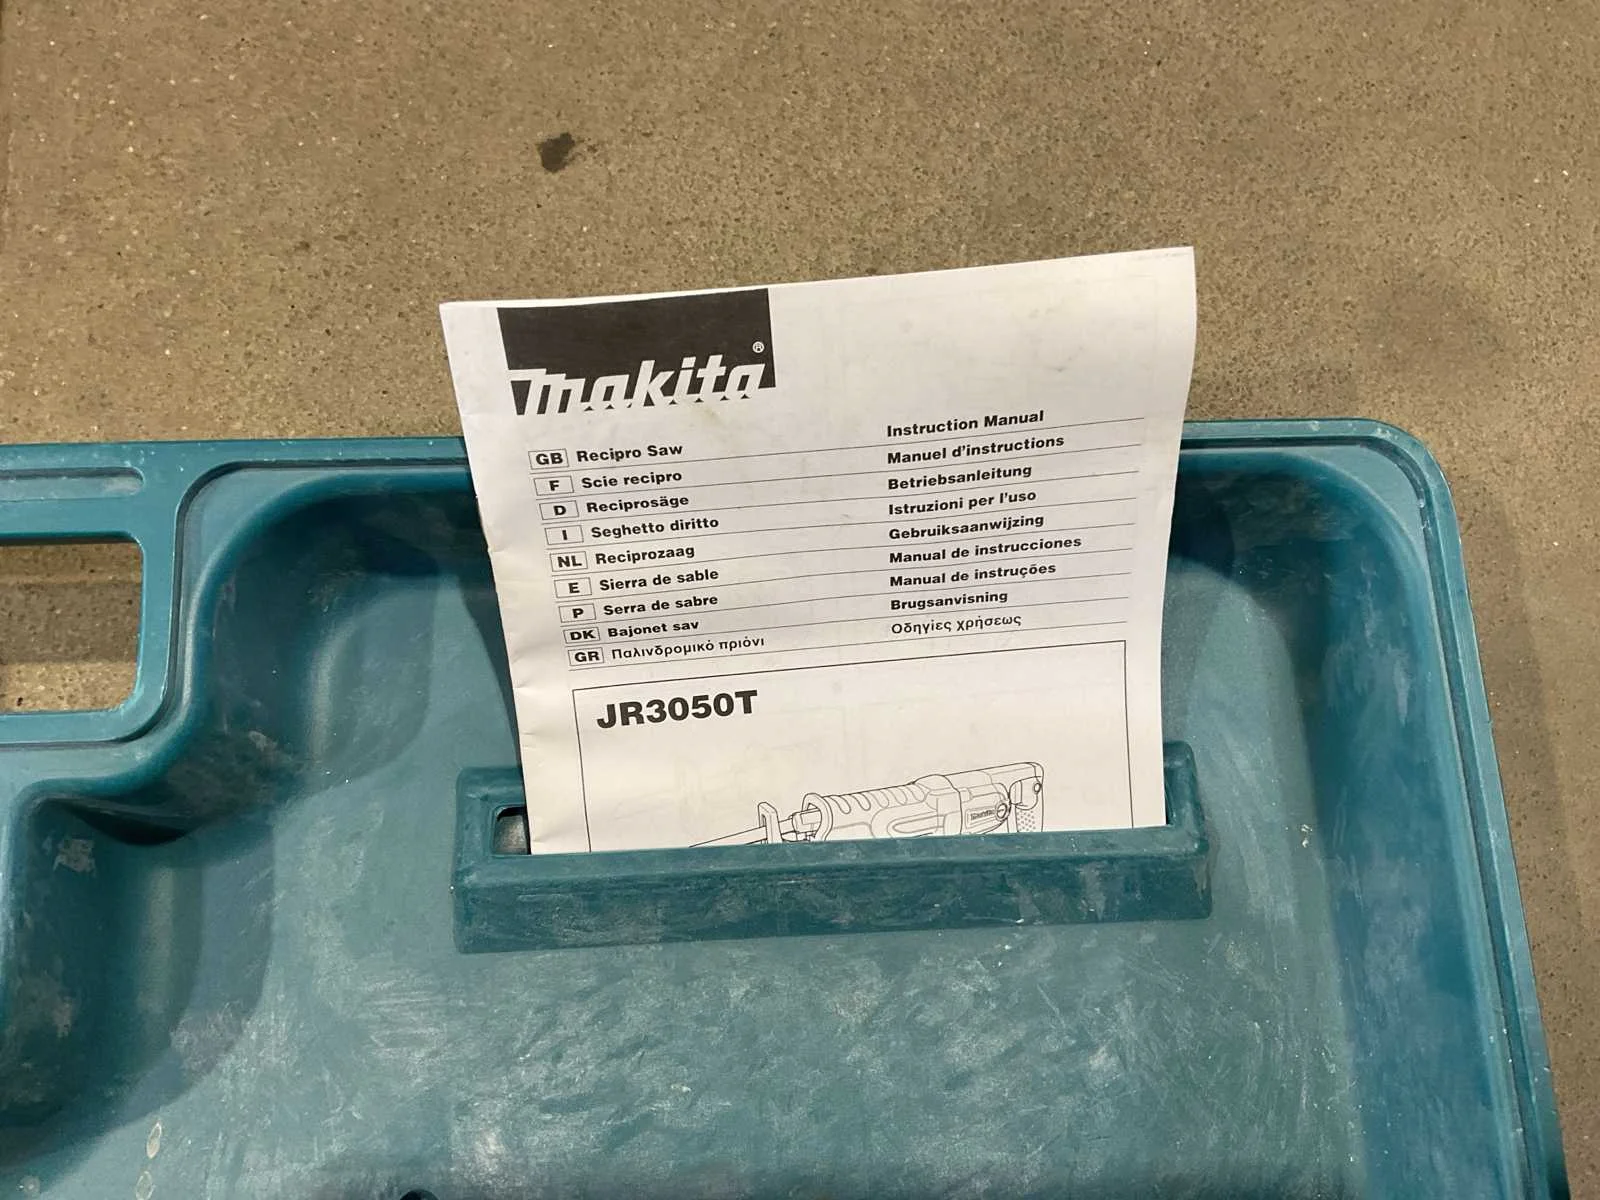 makita®
GB Recipro Saw Instruction Manual
F Scie recipro Manuel d'instructions
D Reciprosäge Betriebsanleitung
I Seghetto diritto Istruzioni per l'uso
NL Reciprozaag Gebruiksaanwijzing
E Sierra de sable Manual de instrucciones
P Serra de sabre Manual de instruções
DK Bajonet sav Brugsanvisning
GR Παλινδρομικό πριόνι Οδηγίες χρήσεως
JR3050T